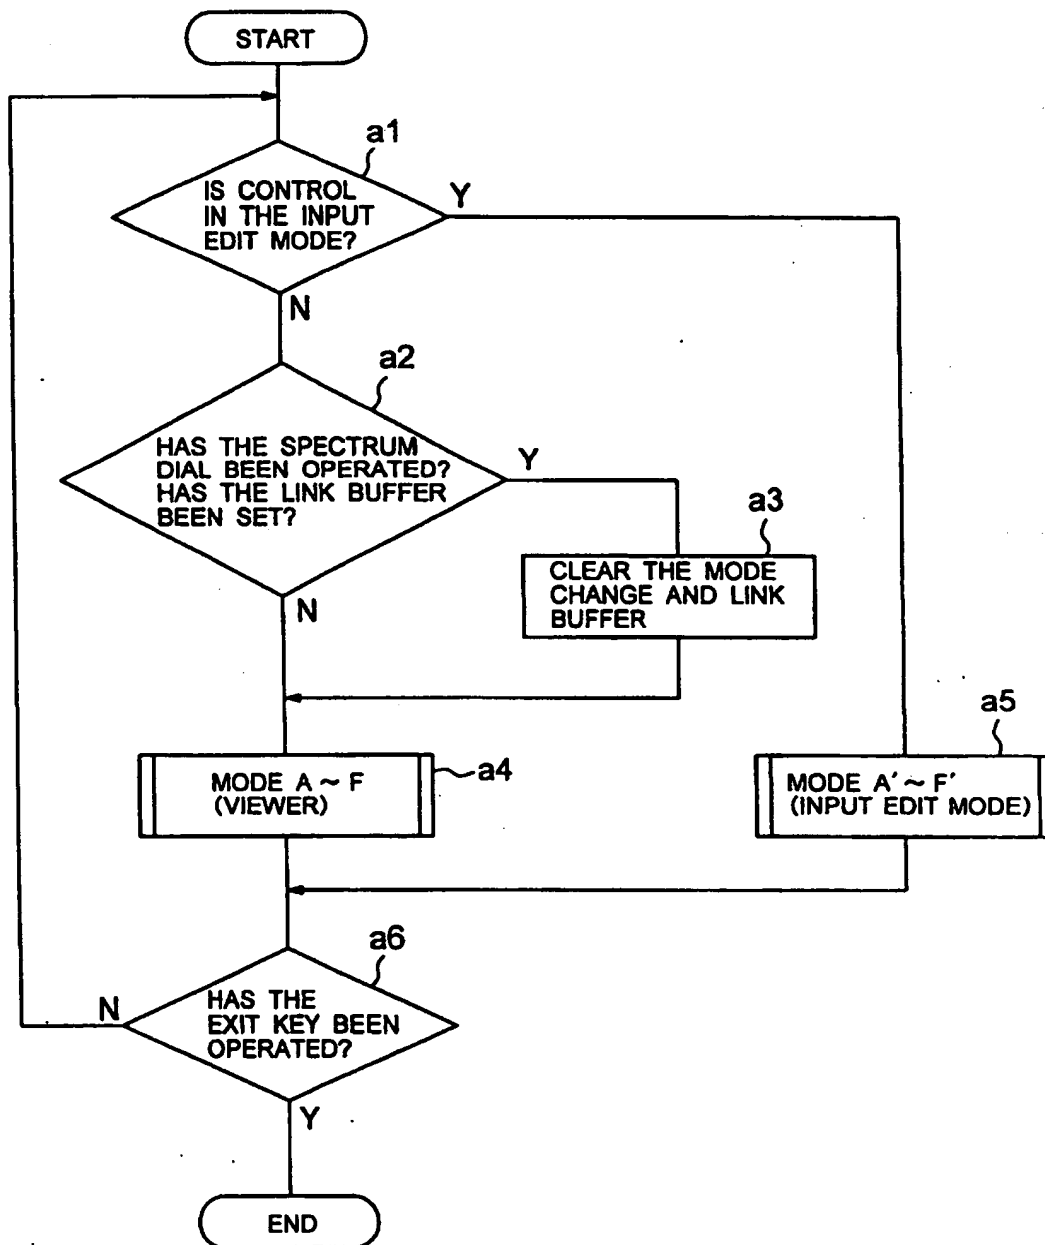 START
a1
IS CONTROL
IN THE INPUT
EDIT MODE?
Y
N
a2
HAS THE SPECTRUM
DIAL BEEN OPERATED?
HAS THE LINK BUFFER
BEEN SET?
Y
N
a3
CLEAR THE MODE
CHANGE AND LINK
BUFFER
MODE A ~ F
(VIEWER)
a4
a5
MODE A' ~ F'
(INPUT EDIT MODE)
a6
HAS THE
EXIT KEY BEEN
OPERATED?
N
Y
END